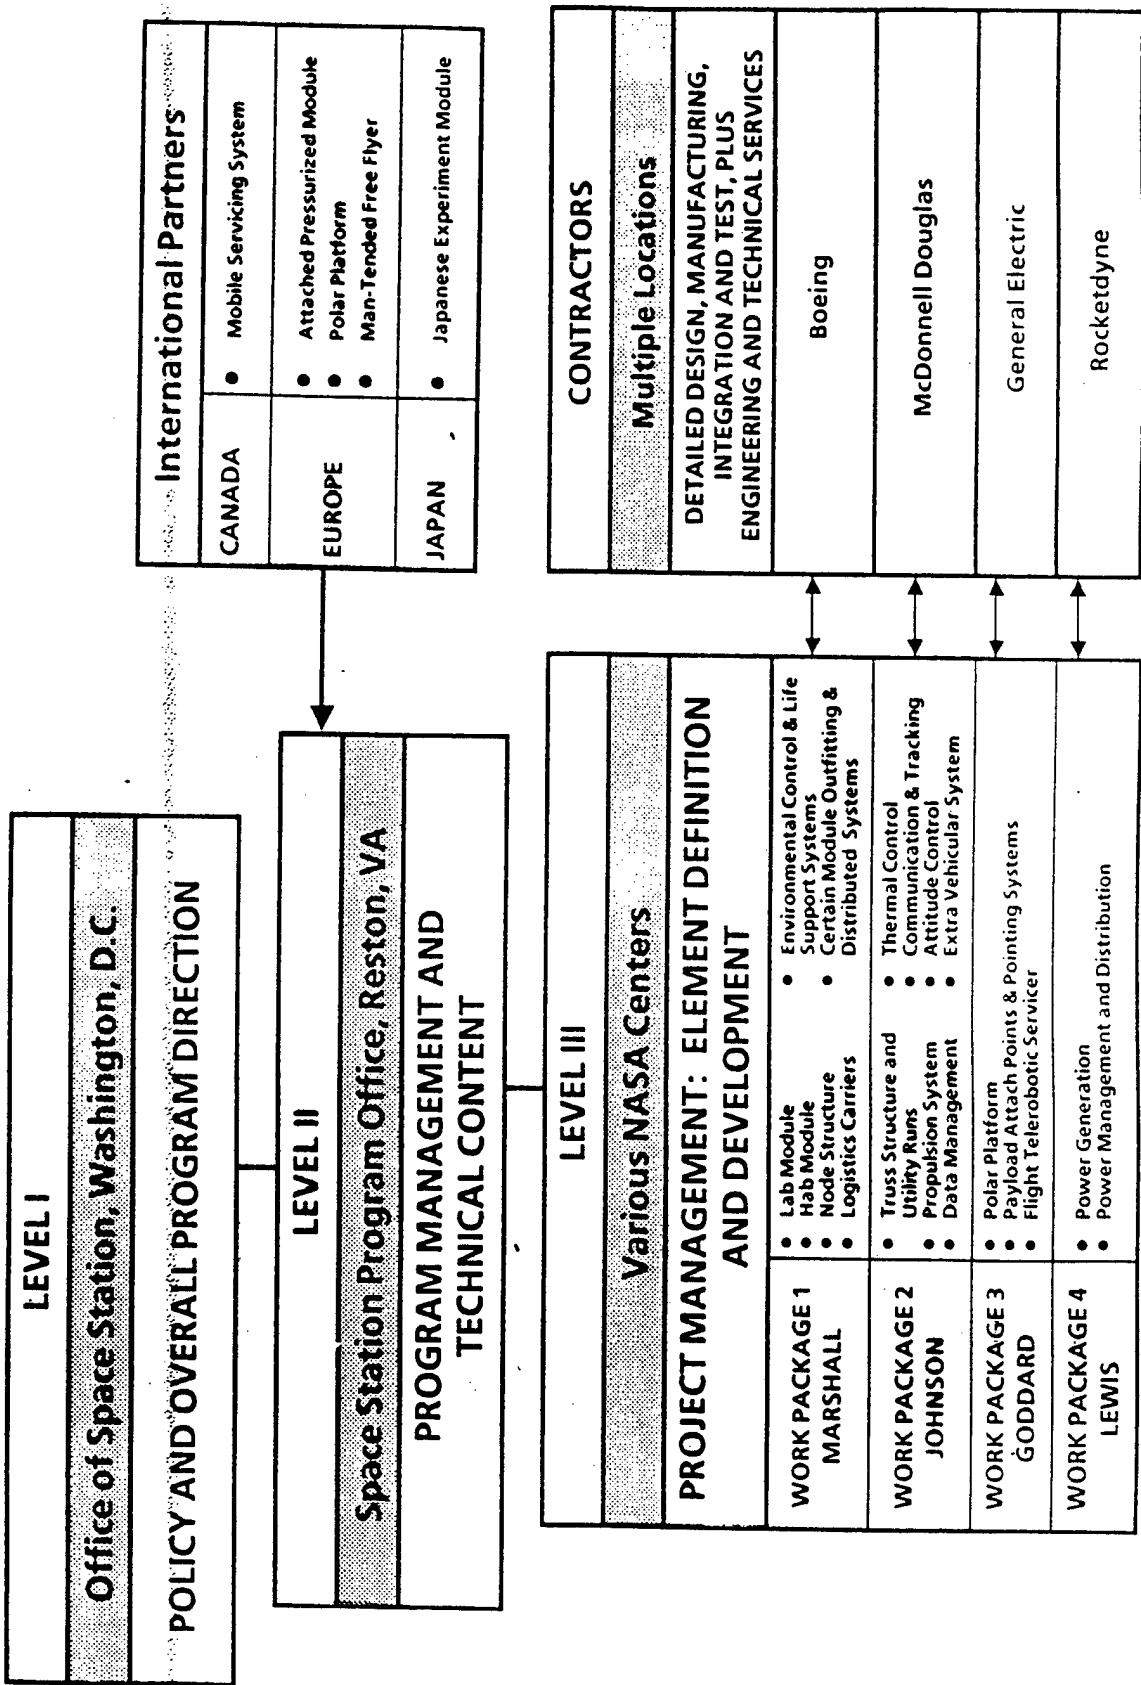 LEVEL I
Office of Space Station, Washington, D.C.
POLICY AND OVERALL PROGRAM DIRECTION
International Partners
CANADA
• Mobile Servicing System
EUROPE
• Attached Pressurized Module
• Polar Platform
• Man-Tended Free Flyer
JAPAN
• Japanese Experiment Module
LEVEL II
Space Station Program Office, Reston, VA
PROGRAM MANAGEMENT AND
TECHNICAL CONTENT
LEVEL III
Various NASA Centers
PROJECT MANAGEMENT: ELEMENT DEFINITION
AND DEVELOPMENT
WORK PACKAGE 1
MARSHALL
• Lab Module
• Hab Module
• Node Structure
• Logistics Carriers
• Environmental Control & Life
Support Systems
• Certain Module Outfitting &
Distributed Systems
WORK PACKAGE 2
JOHNSON
• Truss Structure and
Utility Runs
• Propulsion System
• Data Management
• Thermal Control
• Communication & Tracking
• Attitude Control
• Extra Vehicular System
WORK PACKAGE 3
GODDARD
• Polar Platform
• Payload Attach Points & Pointing Systems
• Flight Telerobotic Servicer
WORK PACKAGE 4
LEWIS
• Power Generation
• Power Management and Distribution
CONTRACTORS
Multiple Locations
DETAILED DESIGN, MANUFACTURING,
INTEGRATION AND TEST, PLUS
ENGINEERING AND TECHNICAL SERVICES
Boeing
McDonnell Douglas
General Electric
Rocketdyne